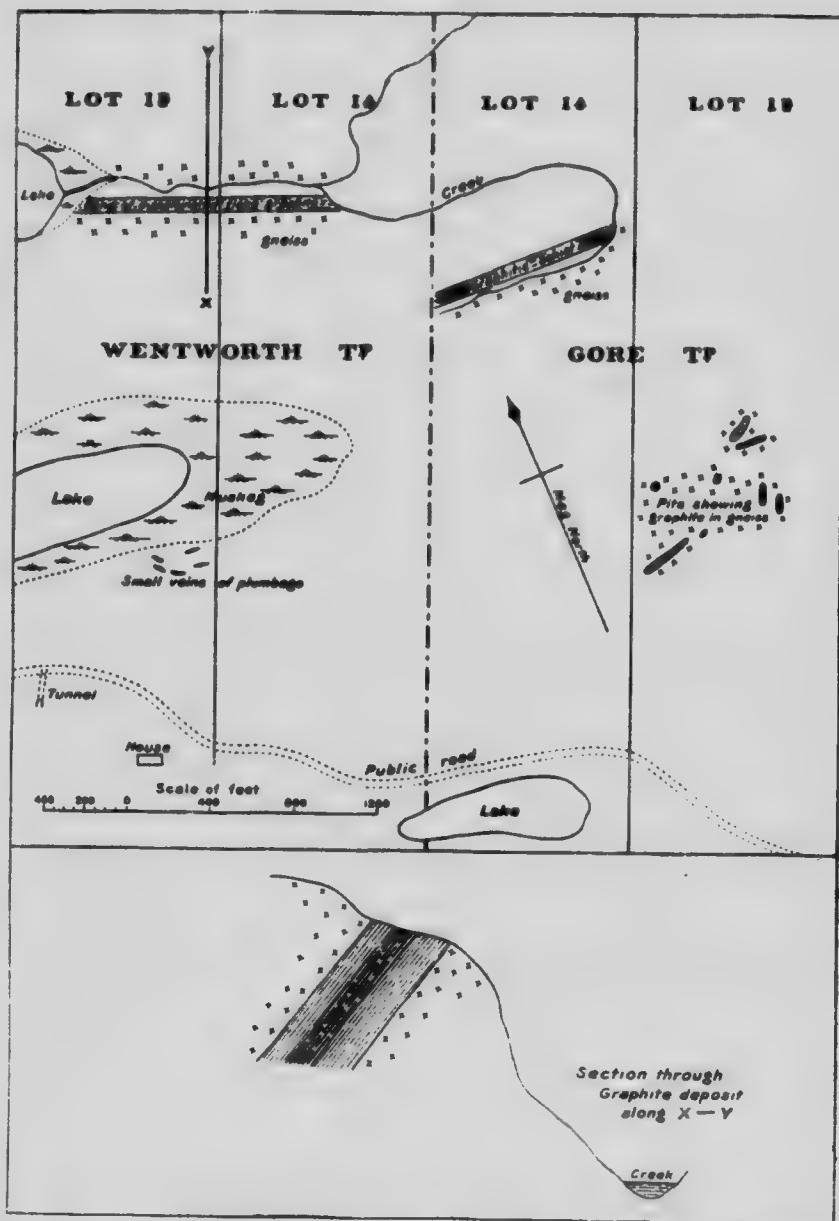 Y
LOT 15 LOT 14 LOT 14 LOT 15
Creek
Lake
gneiss
X
gneiss
WENTWORTH TP GORE TP
Lake
Muskeg
Mag. North
Pits showing
graphite in gneiss
Small veins of plumbago
Tunnel
House
Public road
Scale of feet
400 200 0 400 800 1200
Lake
Section through
Graphite deposit
along X—Y
Creek